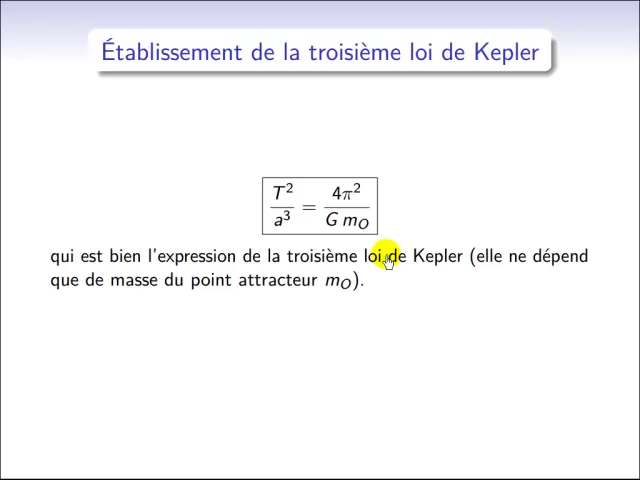 Établissement de la troisième loi de Kepler
T²/a³ = 4π²/(G m_O)
qui est bien l'expression de la troisième loi de Kepler (elle ne dépend
que de masse du point attracteur m_O).